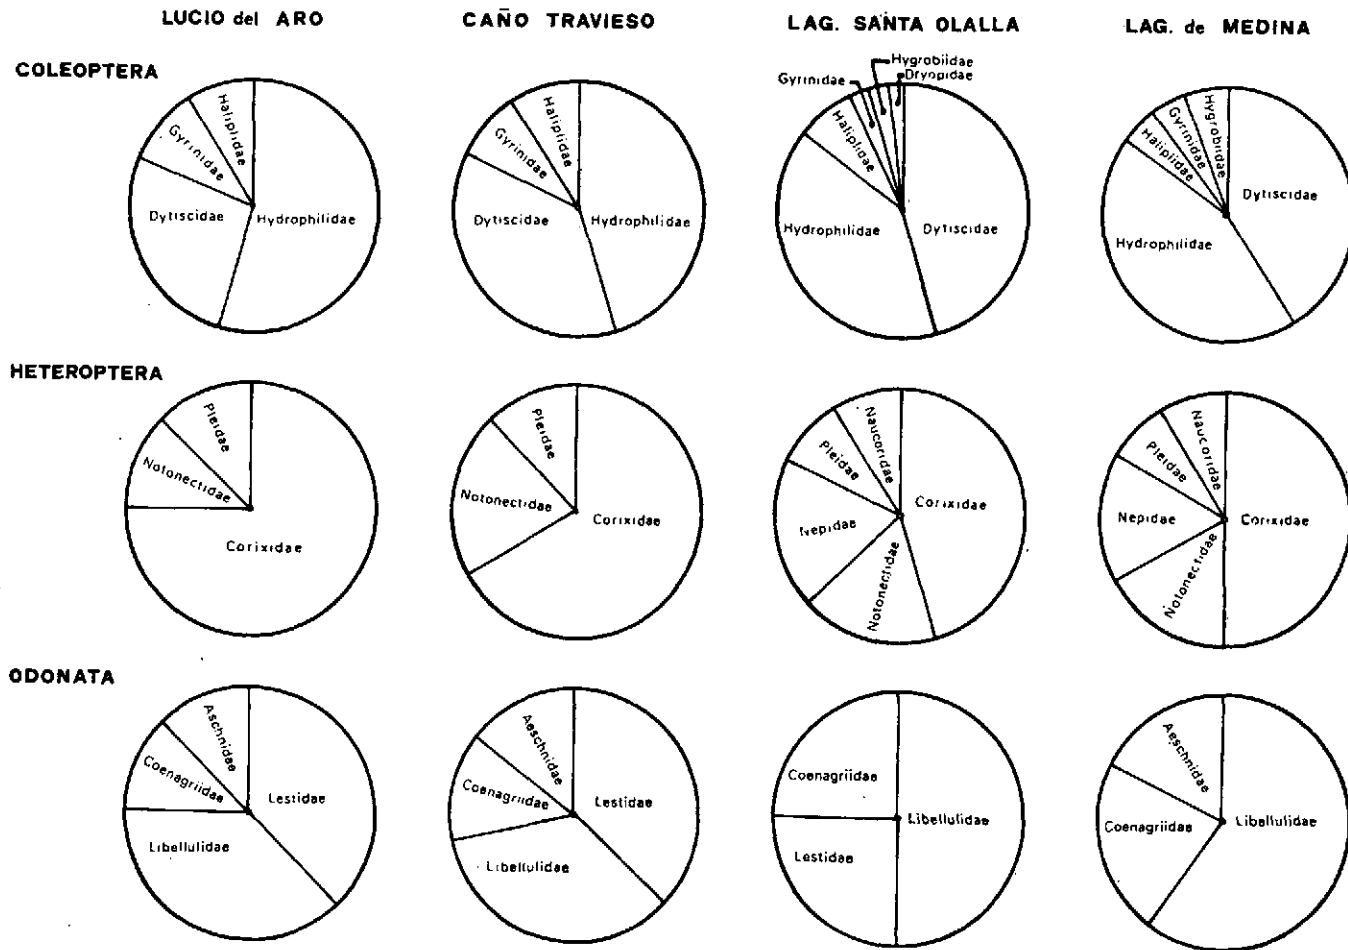 LUCIO del ARO
CAÑO TRAVIESO
LAG. SANTA OLALLA
LAG. de MEDINA
COLEOPTERA
Haliplidae
Gyrinidae
Dytiscidae
Hydrophilidae
Haliplidae
Gyrinidae
Dytiscidae
Hydrophilidae
Hygrobiidae
Gyrinidae
Dryopidae
Haliplidae
Hydrophilidae
Dytiscidae
Hygrobiidae
Gyrinidae
Haliplidae
Dytiscidae
Hydrophilidae
HETEROPTERA
Pleidae
Notonectidae
Corixidae
Pleidae
Notonectidae
Corixidae
Naucoridae
Pleidae
Nepidae
Corixidae
Notonectidae
Naucoridae
Pleidae
Nepidae
Corixidae
Notonectidae
ODONATA
Aschnidae
Coenagriidae
Lestidae
Libellulidae
Aeschnidae
Coenagriidae
Lestidae
Libellulidae
Coenagriidae
Libellulidae
Lestidae
Aeschnidae
Coenagriidae
Libellulidae